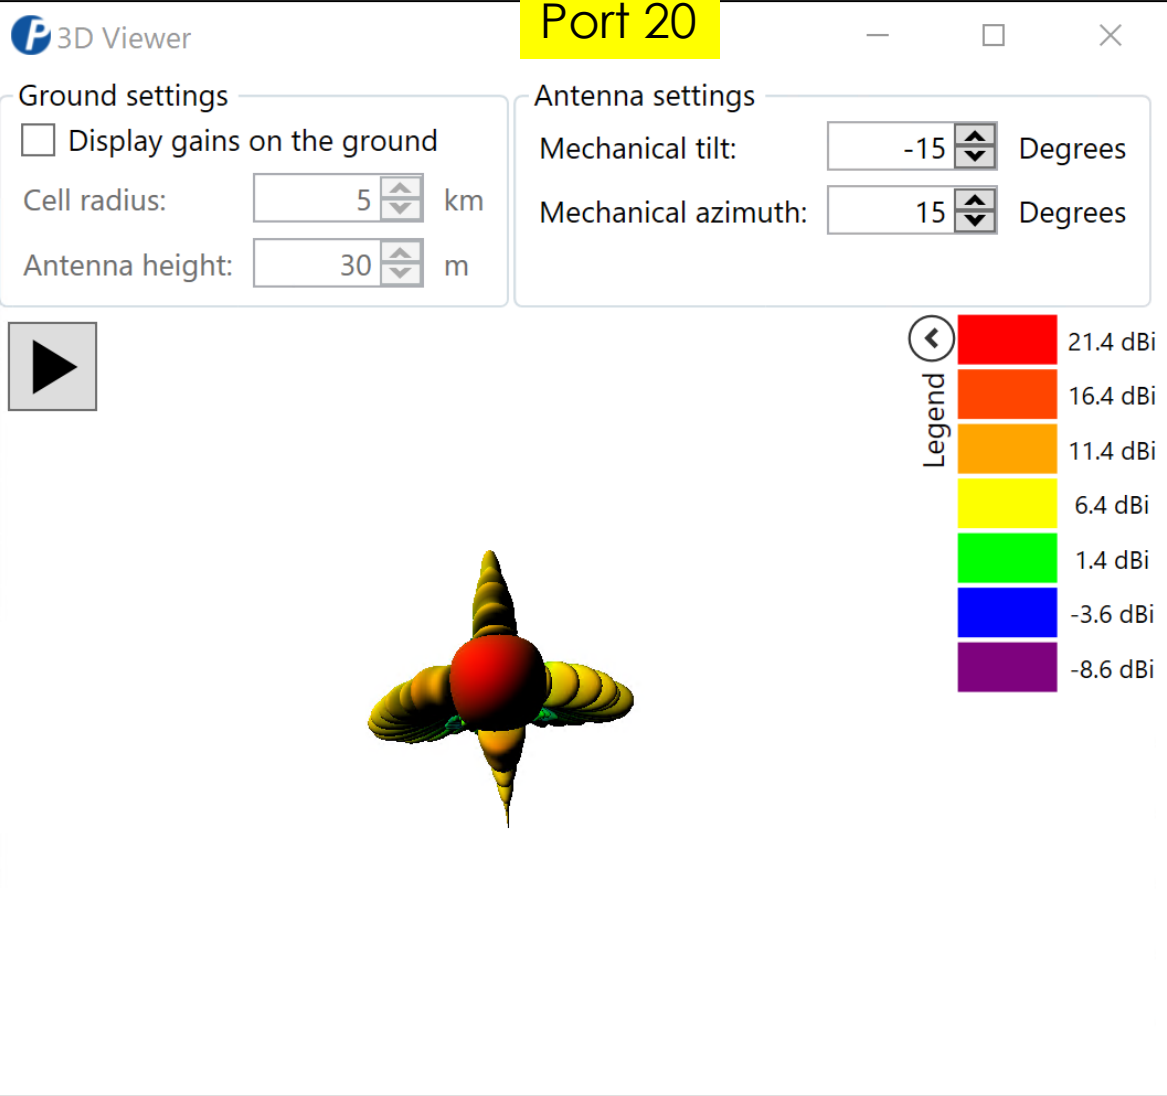 Port 20
3D Viewer
Ground settings
Display gains on the ground
Cell radius: 5 km
Antenna height: 30 m
Antenna settings
Mechanical tilt: -15 Degrees
Mechanical azimuth: 15 Degrees
Legend
21.4 dBi
16.4 dBi
11.4 dBi
6.4 dBi
1.4 dBi
-3.6 dBi
-8.6 dBi